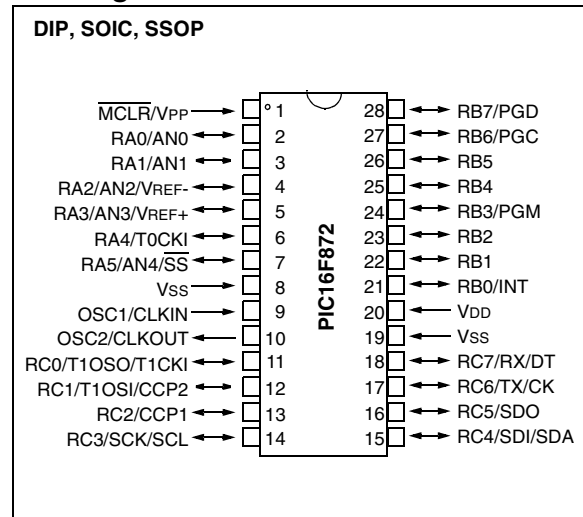 DIP, SOIC, SSOP
MCLR/VPP 1 28 RB7/PGD
RA0/AN0 2 27 RB6/PGC
RA1/AN1 3 26 RB5
RA2/AN2/VREF- 4 25 RB4
RA3/AN3/VREF+ 5 24 RB3/PGM
RA4/T0CKI 6 23 RB2
RA5/AN4/SS 7 22 RB1
VSS 8 21 RB0/INT
OSC1/CLKIN 9 20 VDD
OSC2/CLKOUT 10 19 VSS
RC0/T1OSO/T1CKI 11 18 RC7/RX/DT
RC1/T1OSI/CCP2 12 17 RC6/TX/CK
RC2/CCP1 13 16 RC5/SDO
RC3/SCK/SCL 14 15 RC4/SDI/SDA
PIC16F872